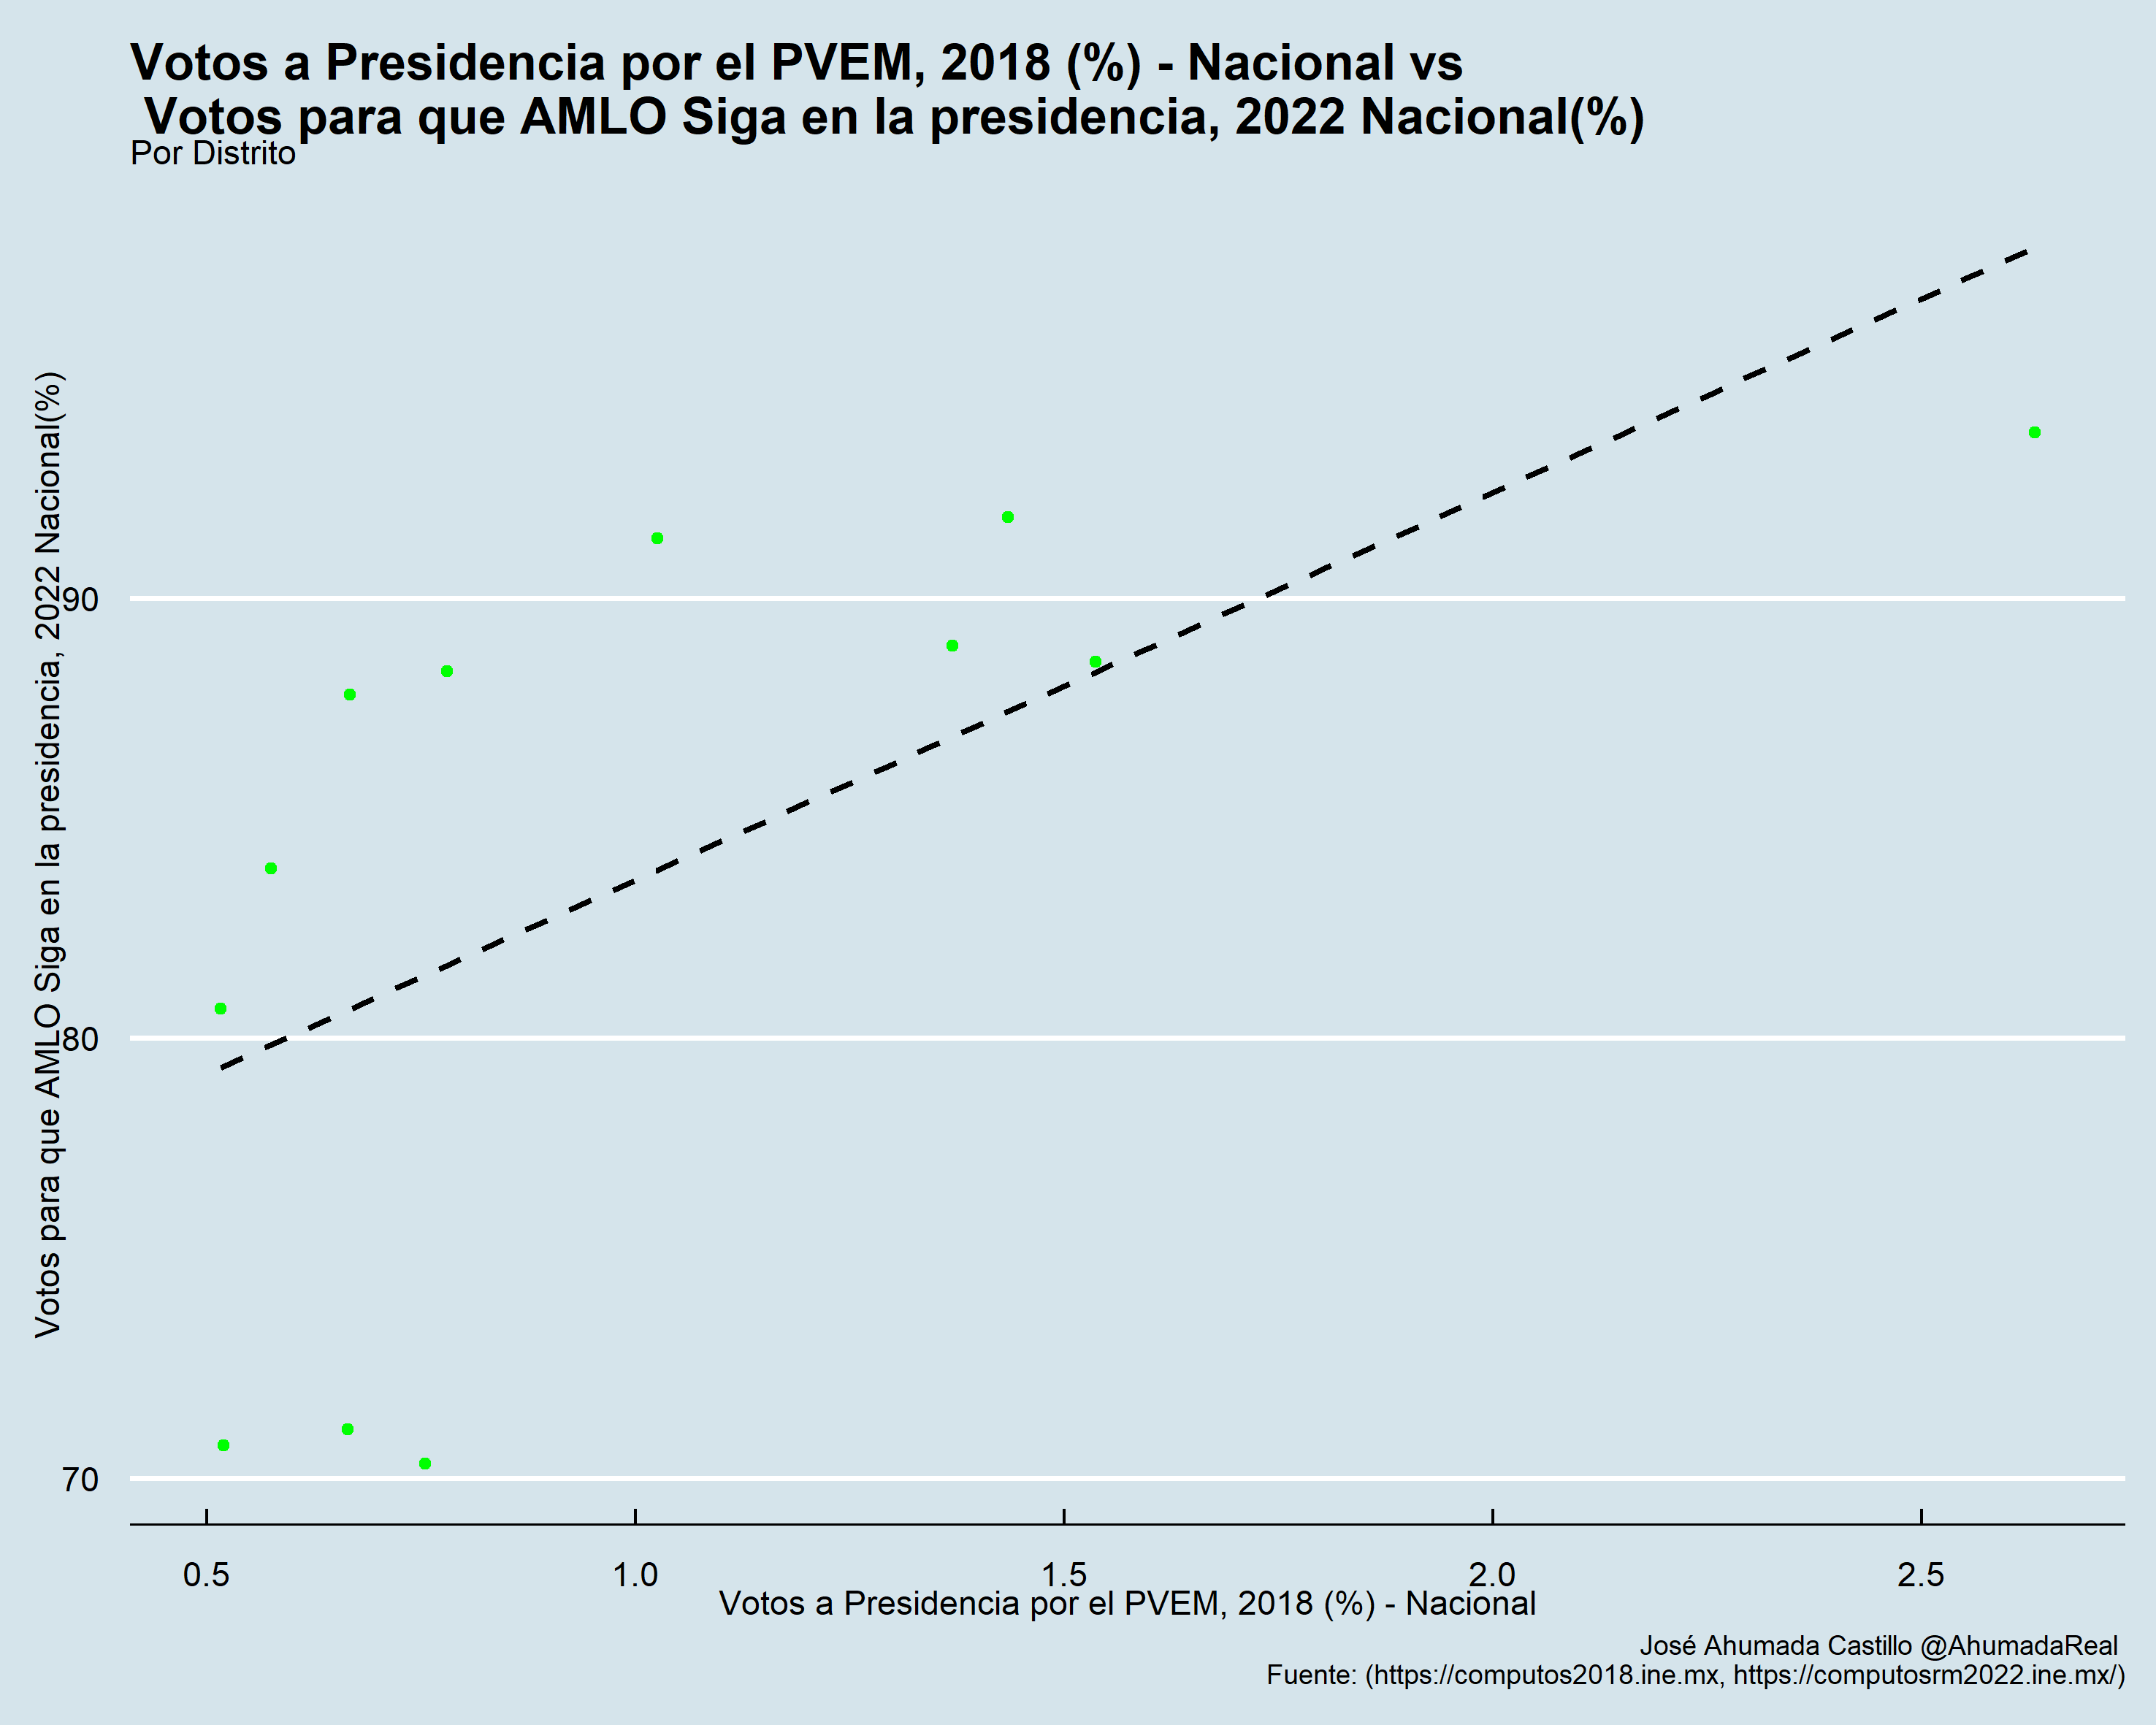 Votos a Presidencia por el PVEM, 2018 (%) - Nacional vs
Votos para que AMLO Siga en la presidencia, 2022 Nacional(%)
Por Distrito
Votos para que AMLO Siga en la presidencia, 2022 Nacional(%)
90
80
70
0.5
1.0
1.5
2.0
2.5
Votos a Presidencia por el PVEM, 2018 (%) - Nacional
José Ahumada Castillo @AhumadaReal
Fuente: (https://computos2018.ine.mx, https://computosrm2022.ine.mx/)